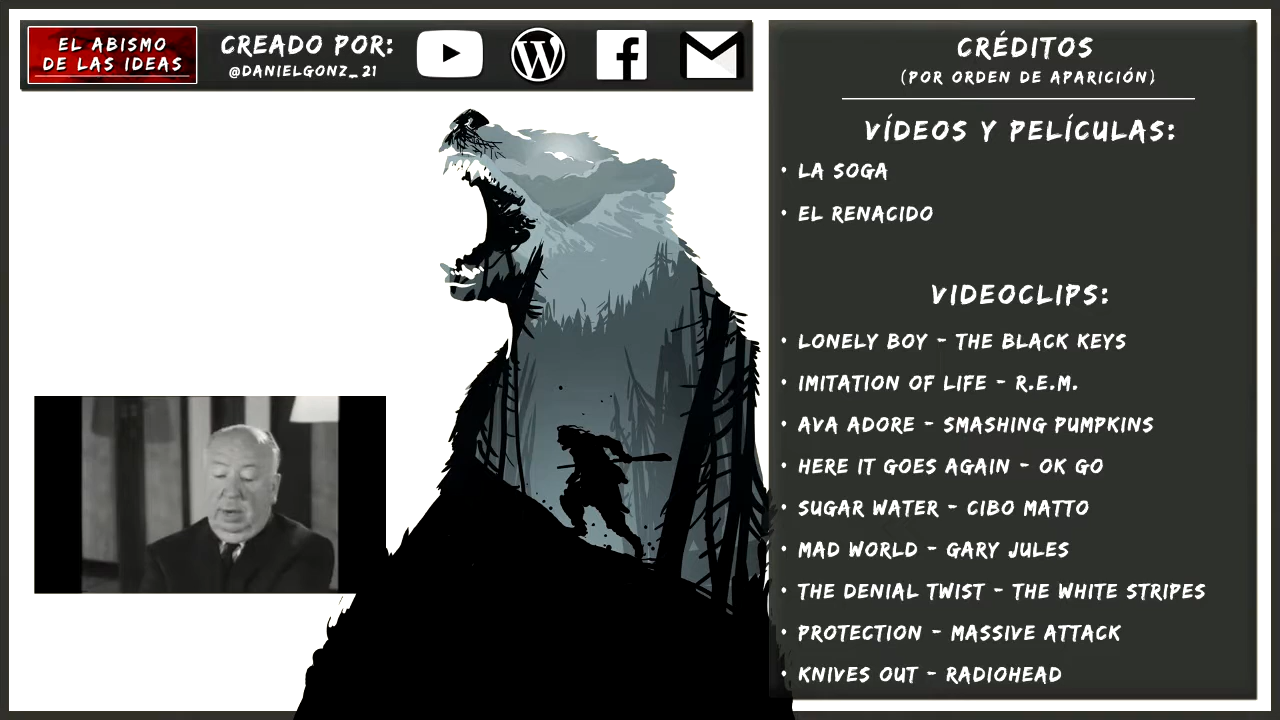 EL ABISMO
DE LAS IDEAS
CREADO POR:
@DANIELGONZ_21
CRÉDITOS
(POR ORDEN DE APARICIÓN)
VÍDEOS Y PELÍCULAS:
• LA SOGA
• EL RENACIDO
VIDEOCLIPS:
• LONELY BOY - THE BLACK KEYS
• IMITATION OF LIFE - R.E.M.
• AVA ADORE - SMASHING PUMPKINS
• HERE IT GOES AGAIN - OK GO
• SUGAR WATER - CIBO MATTO
• MAD WORLD - GARY JULES
• THE DENIAL TWIST - THE WHITE STRIPES
• PROTECTION - MASSIVE ATTACK
• KNIVES OUT - RADIOHEAD